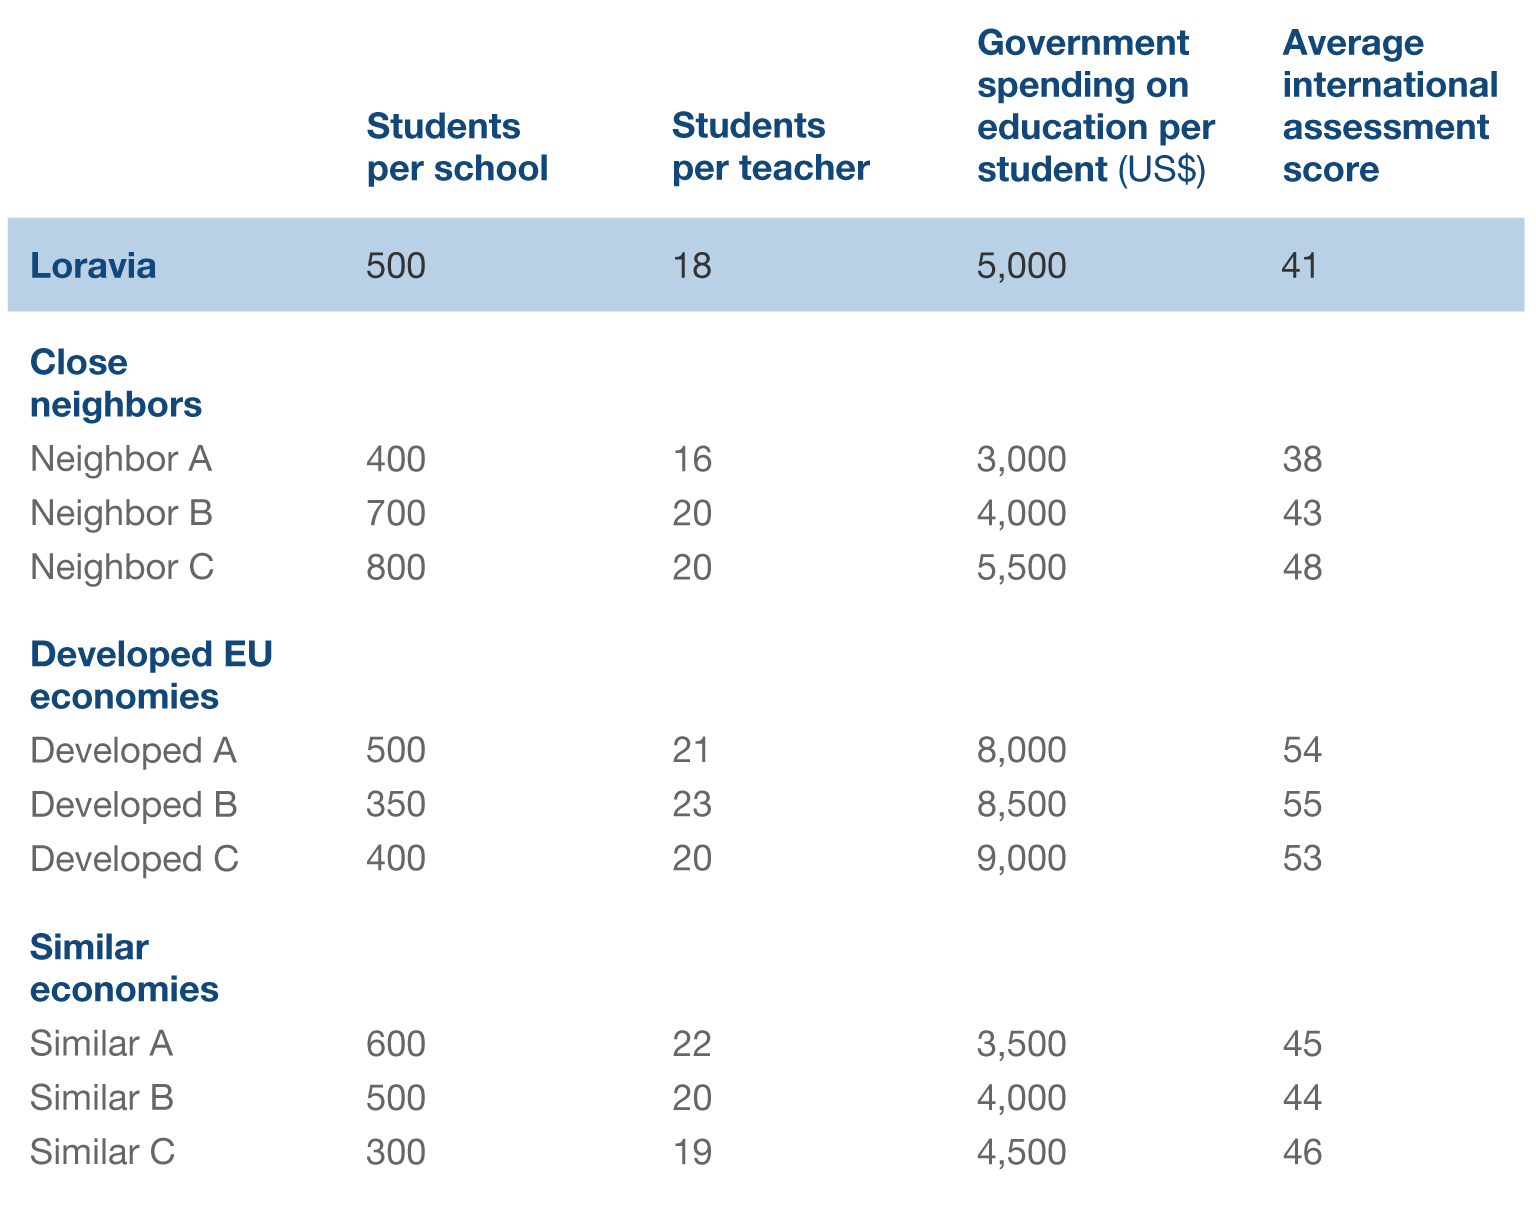 Students
per school
Students
per teacher
Government
spending on
education per
student (US$)
Average
international
assessment
score
Loravia 500 18 5,000 41
Close
neighbors
Neighbor A 400 16 3,000 38
Neighbor B 700 20 4,000 43
Neighbor C 800 20 5,500 48
Developed EU
economies
Developed A 500 21 8,000 54
Developed B 350 23 8,500 55
Developed C 400 20 9,000 53
Similar
economies
Similar A 600 22 3,500 45
Similar B 500 20 4,000 44
Similar C 300 19 4,500 46